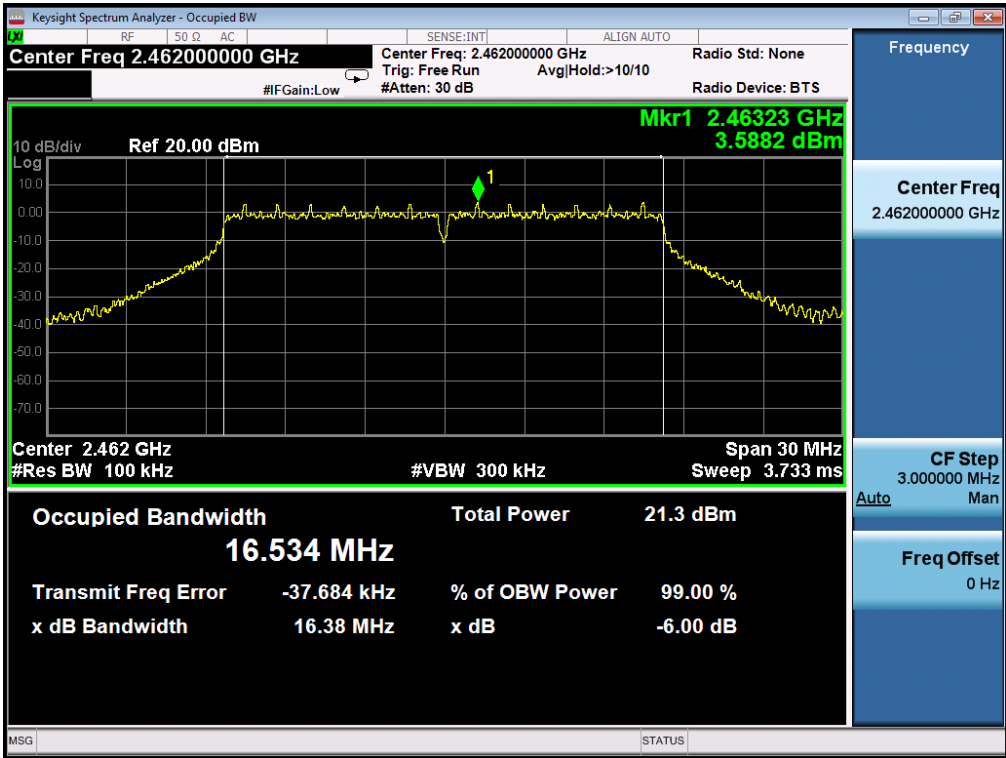 Keysight Spectrum Analyzer - Occupied BW
LXI RF 50 Ω AC SENSE:INT ALIGN AUTO
Center Freq 2.462000000 GHz
Center Freq: 2.462000000 GHz
Radio Std: None
Trig: Free Run Avg|Hold:>10/10
#IFGain:Low
#Atten: 30 dB
Radio Device: BTS
Mkr1 2.46323 GHz
3.5882 dBm
10 dB/div Ref 20.00 dBm
Log
1
10.0
0.00
-10.0
-20.0
-30.0
-40.0
-50.0
-60.0
-70.0
Center 2.462 GHz Span 30 MHz
#Res BW 100 kHz #VBW 300 kHz Sweep 3.733 ms
Occupied Bandwidth Total Power 21.3 dBm
16.534 MHz
Transmit Freq Error -37.684 kHz % of OBW Power 99.00 %
x dB Bandwidth 16.38 MHz x dB -6.00 dB
MSG STATUS
Frequency
Center Freq
2.462000000 GHz
CF Step
3.000000 MHz
Auto Man
Freq Offset
0 Hz